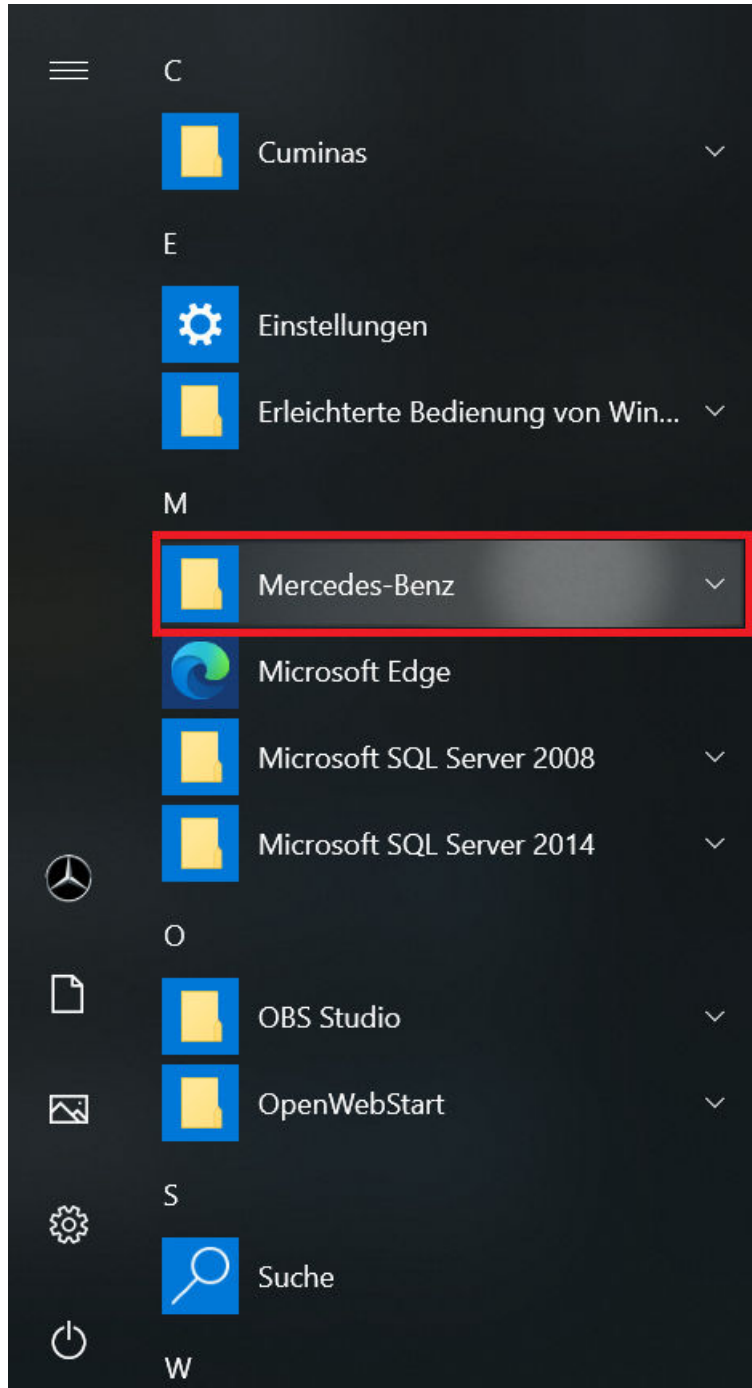 C
Cuminas
E
Einstellungen
Erleichterte Bedienung von Win...
M
Mercedes-Benz
Microsoft Edge
Microsoft SQL Server 2008
Microsoft SQL Server 2014
O
OBS Studio
OpenWebStart
S
Suche
W